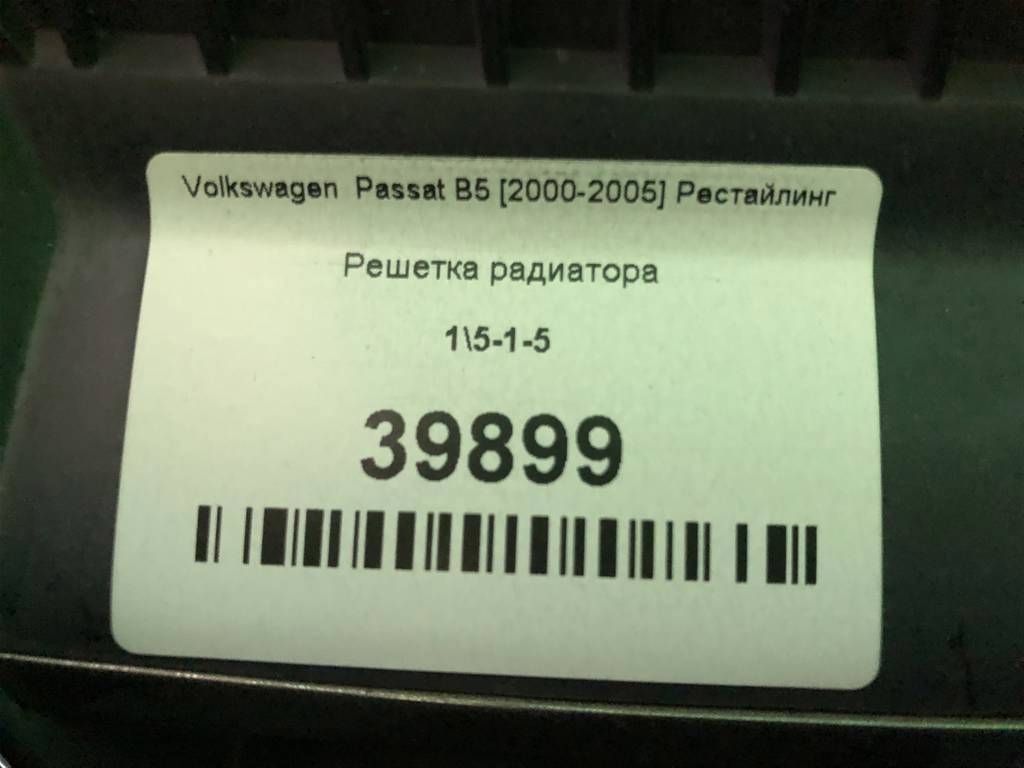 Volkswagen Passat B5 [2000-2005] Рестайлинг
Решетка радиатора
1\5-1-5
39899